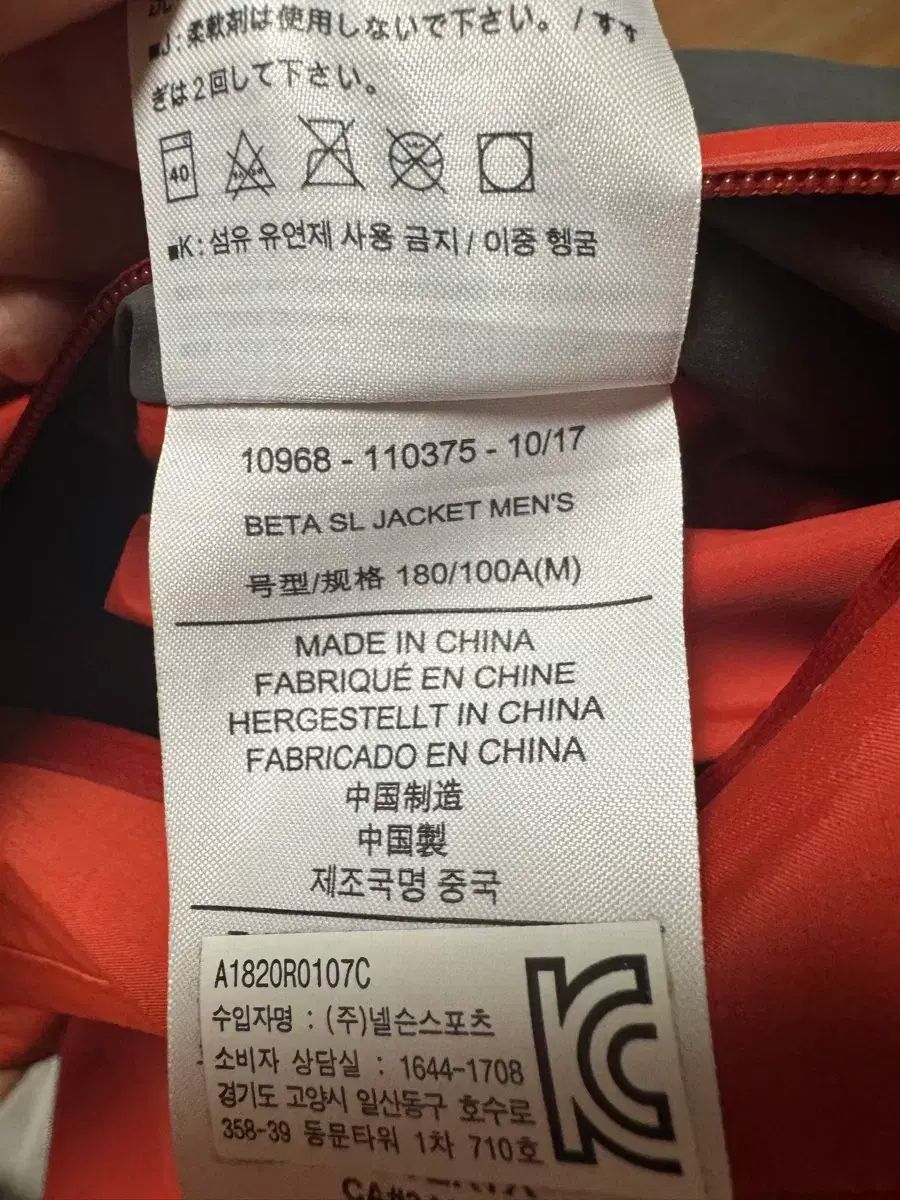 ■J:柔軟剤は使用しないで下さい。/すす
ぎは2回して下さい。
40
■K:섬유 유연제 사용 금지/이중 헹굼
10968 - 110375 - 10/17
BETA SL JACKET MEN'S
号型/规格 180/100A(M)
MADE IN CHINA
FABRIQUÉ EN CHINE
HERGESTELLT IN CHINA
FABRICADO EN CHINA
中国制造
中国製
제조국명 중국
A1820R0107C
수입자명 : (주)넬슨스포츠
소비자 상담실 : 1644-1708
경기도 고양시 일산동구 호수로
358-39 동문타워 1차 710호